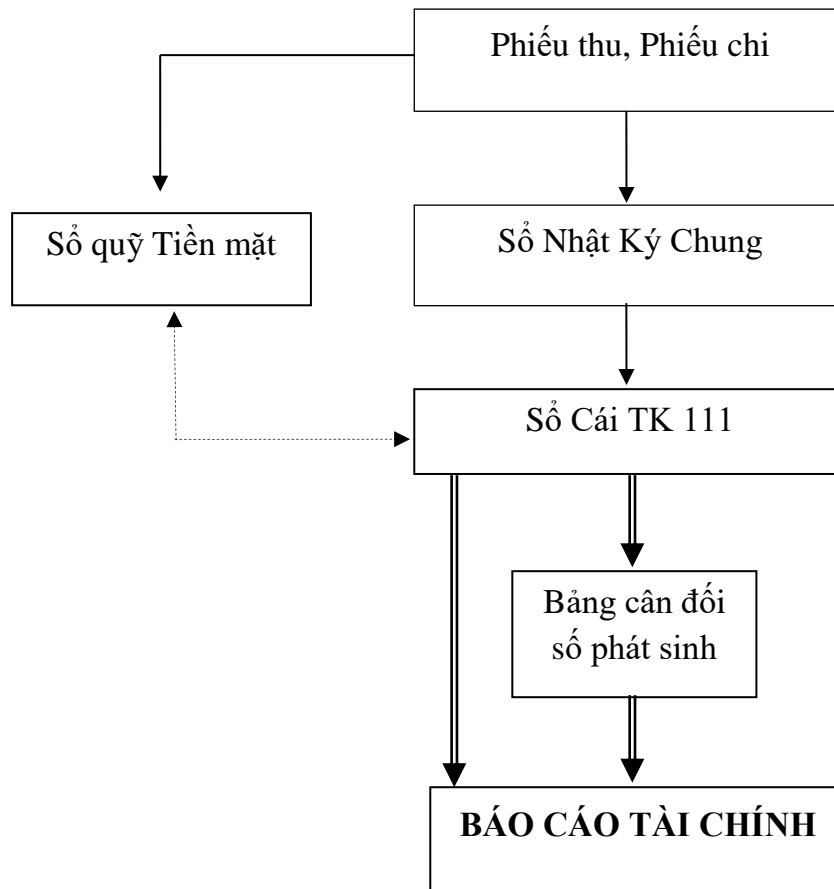 Phiếu thu, Phiếu chi
Sổ quỹ Tiền mặt
Sổ Nhật Ký Chung
Sổ Cái TK 111
Bảng cân đối
số phát sinh
BÁO CÁO TÀI CHÍNH